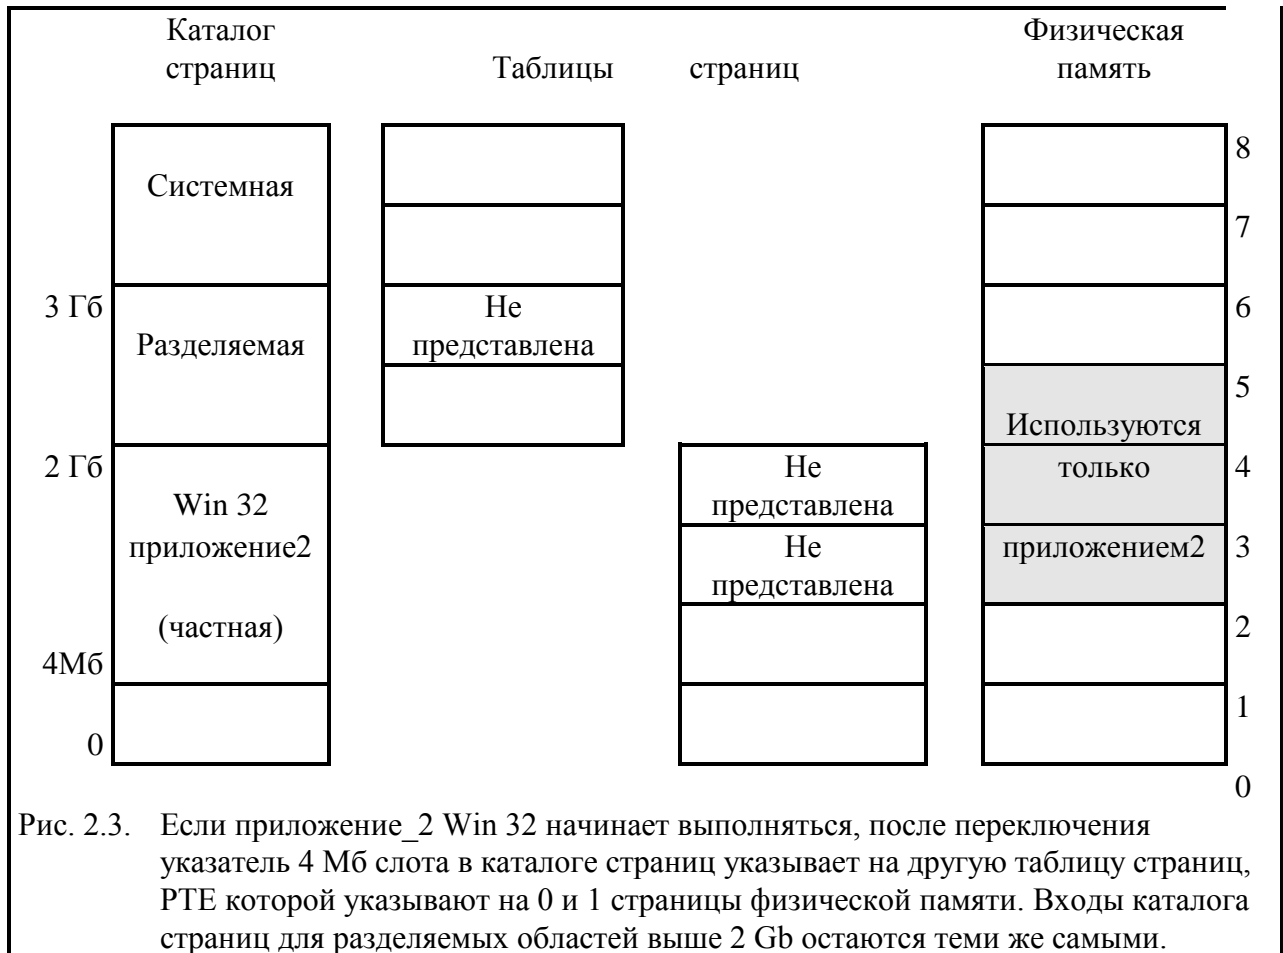 Каталог Физическая
страниц Таблицы страниц память
8
Системная
7
3 Гб Не 6
Разделяемая представлена
5
Используются
2 Гб Не только 4
Win 32 представлена
приложение2 Не приложением2 3
представлена
(частная) 2
4Мб
1
0
0
Рис. 2.3. Если приложение_2 Win 32 начинает выполняться, после переключения
указатель 4 Мб слота в каталоге страниц указывает на другую таблицу страниц,
PTE которой указывают на 0 и 1 страницы физической памяти. Входы каталога
страниц для разделяемых областей выше 2 Gb остаются теми же самыми.